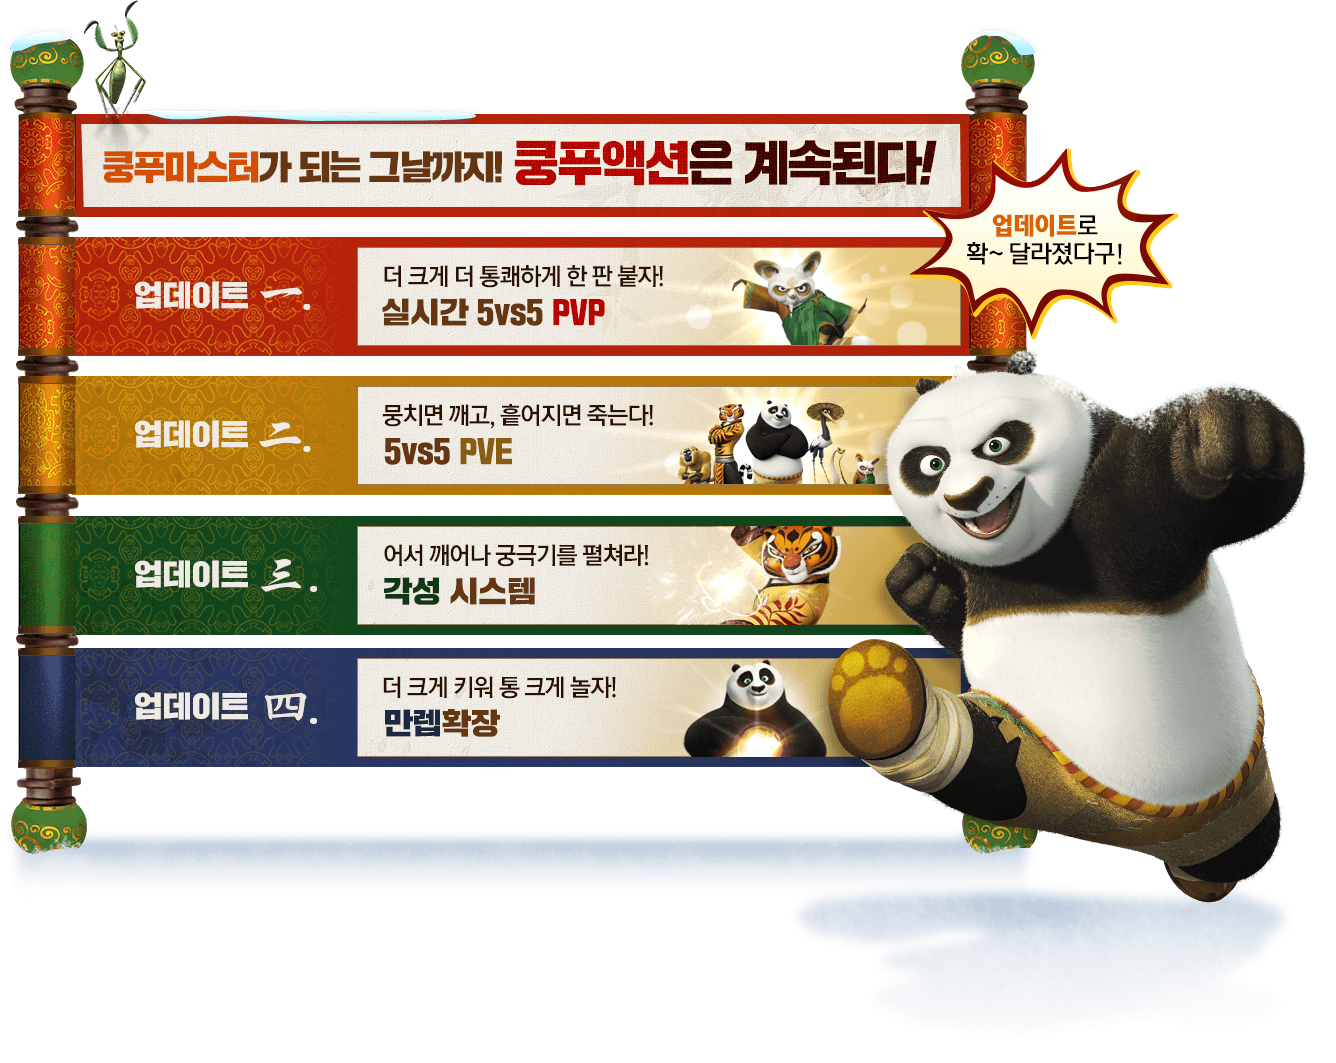 쿵푸마스터가 되는 그날까지! 쿵푸액션은 계속된다!
업데이트로
확~ 달라졌다구!
업데이트 一.
더 크게 더 통쾌하게 한 판 붙자!
실시간 5vs5 PVP
업데이트 二.
뭉치면 깨고, 흩어지면 죽는다!
5vs5 PVE
업데이트 三.
어서 깨어나 궁극기를 펼쳐라!
각성 시스템
업데이트 四.
더 크게 키워 통 크게 놀자!
만렙확장